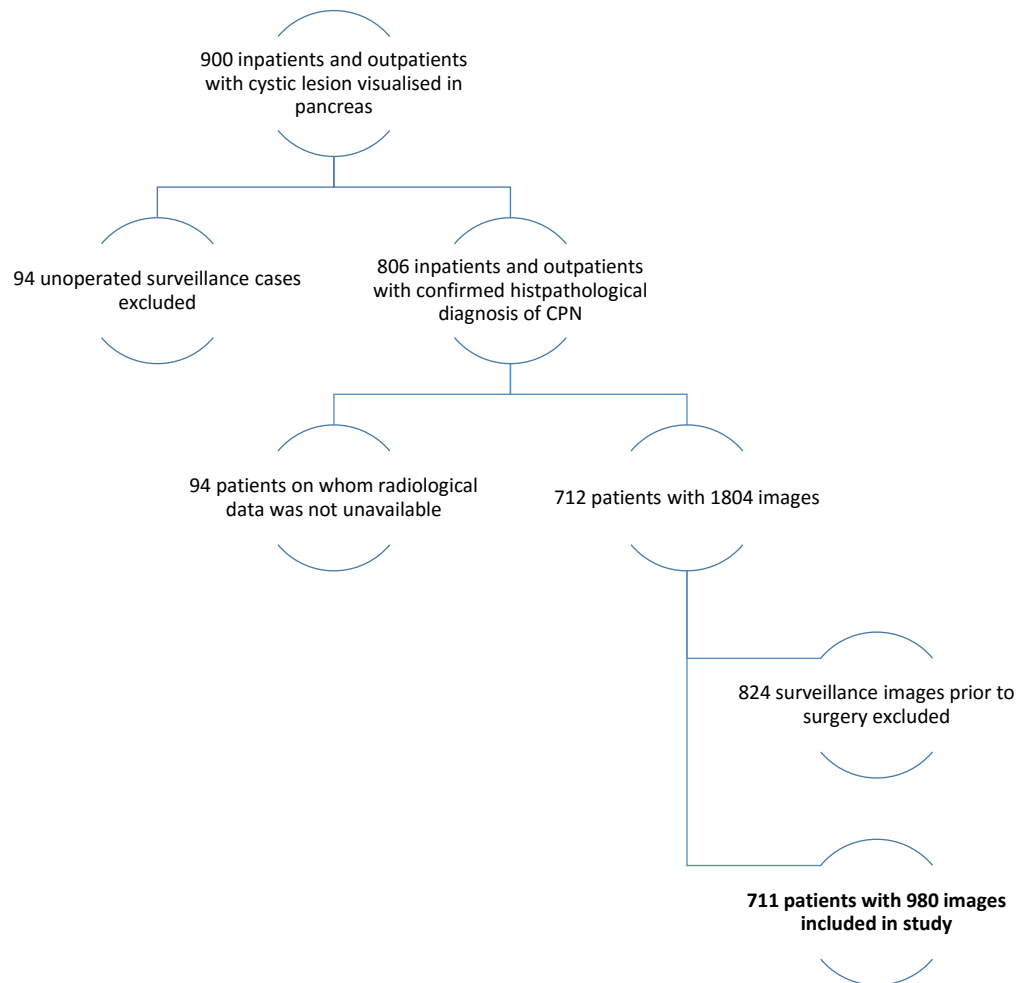 900 inpatients and outpatients
with cystic lesion visualised in
pancreas
94 unoperated surveillance cases
excluded
806 inpatients and outpatients
with confirmed histpathological
diagnosis of CPN
94 patients on whom radiological
data was not unavailable
712 patients with 1804 images
824 surveillance images prior to
surgery excluded
711 patients with 980 images
included in study